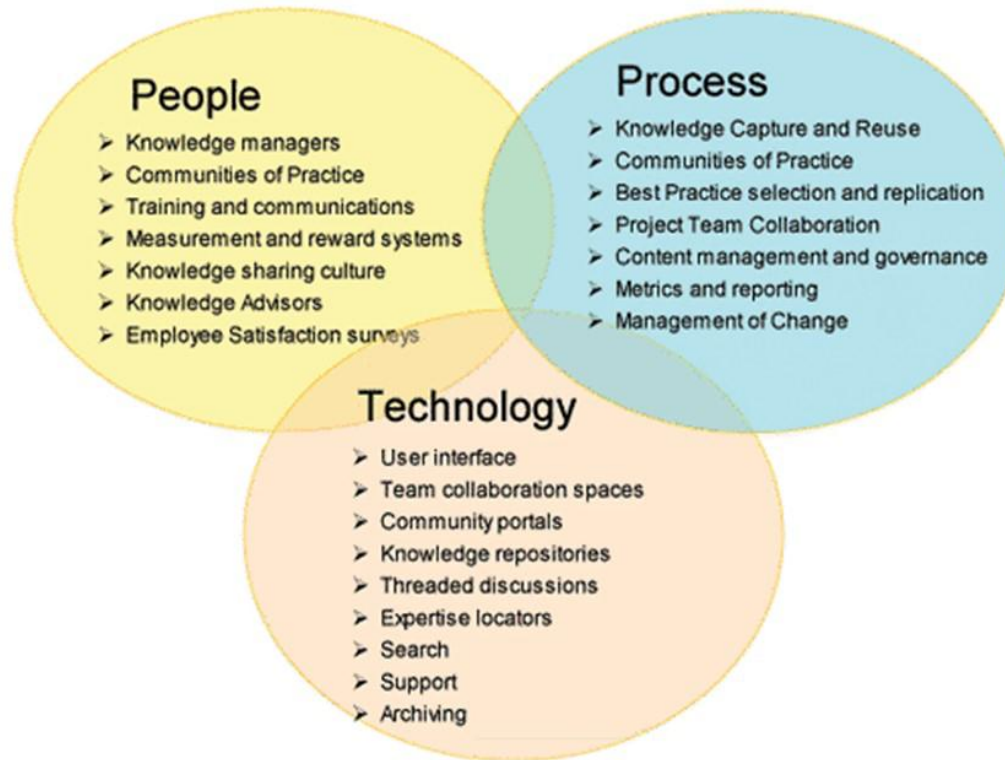 People
➢ Knowledge managers
➢ Communities of Practice
➢ Training and communications
➢ Measurement and reward systems
➢ Knowledge sharing culture
➢ Knowledge Advisors
➢ Employee Satisfaction surveys
Process
➢ Knowledge Capture and Reuse
➢ Communities of Practice
➢ Best Practice selection and replication
➢ Project Team Collaboration
➢ Content management and governance
➢ Metrics and reporting
➢ Management of Change
Technology
➢ User interface
➢ Team collaboration spaces
➢ Community portals
➢ Knowledge repositories
➢ Threaded discussions
➢ Expertise locators
➢ Search
➢ Support
➢ Archiving